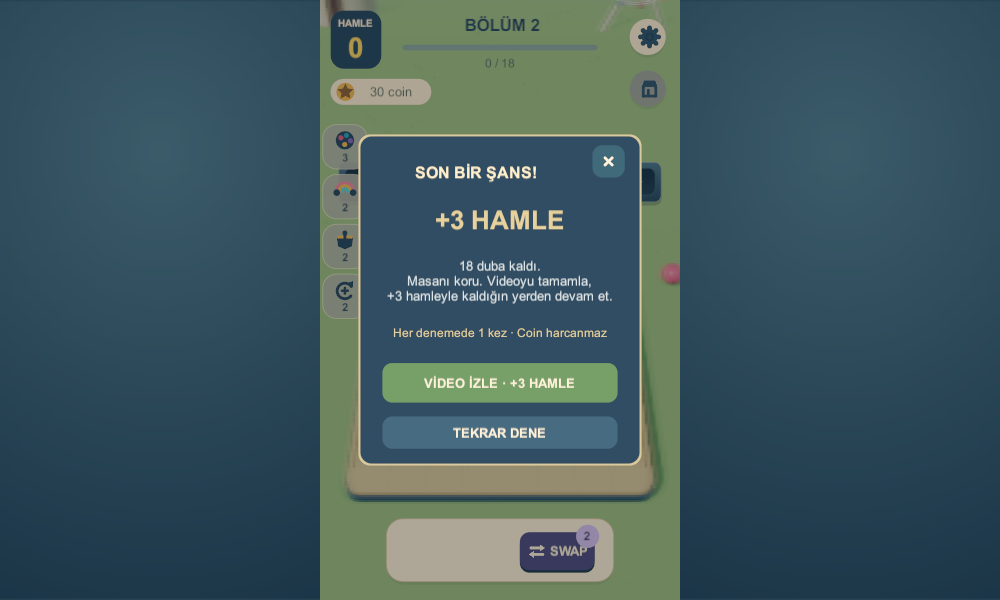 HAMLE
0
BÖLÜM 2
0 / 18
30 coin
3
2
2
2
SON BİR ŞANS!
+3 HAMLE
18 duba kaldı.
Masanı koru. Videoyu tamamla,
+3 hamleyle kaldığın yerden devam et.
Her denemede 1 kez · Coin harcanmaz
VİDEO İZLE · +3 HAMLE
TEKRAR DENE
2
SWAP